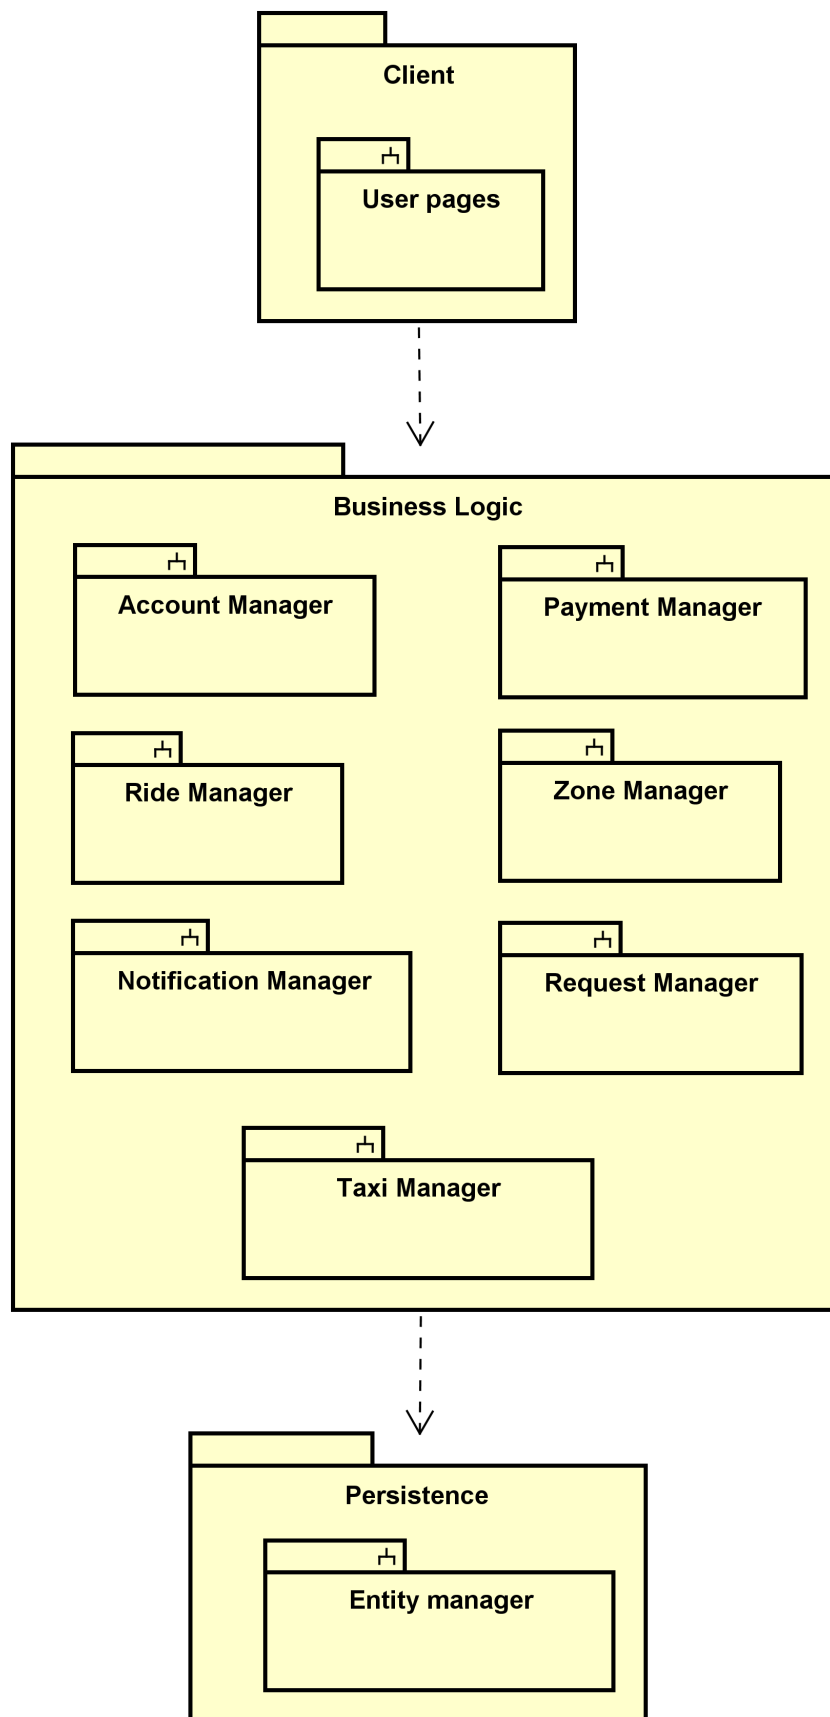 Client
User pages
Business Logic
Account Manager
Payment Manager
Ride Manager
Zone Manager
Notification Manager
Request Manager
Taxi Manager
Persistence
Entity manager